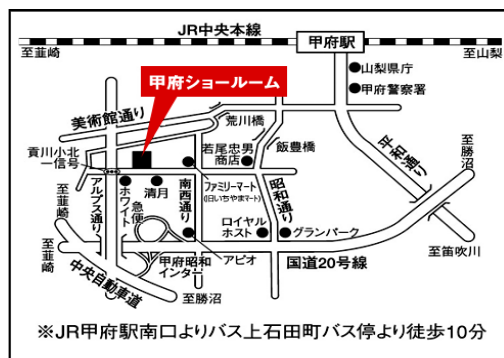 JR中央本線
至韮崎
甲府駅
至山梨
甲府ショールーム
山梨県庁
甲府警察署
美術館通り
荒川橋
貢川小北
一信号
若尾忠男
商店
飯豊橋
平和通り
至勝沼
アルプス通り
ホワイト
急便
清月
南西通り
ファミリーマート
(旧いちやまマート)
昭和通り
至韮崎
ロイヤル
ホスト
グランパーク
至笛吹川
至韮崎
甲府昭和
インター
アピオ
国道20号線
中央自動車道
至勝沼
※JR甲府駅南口よりバス上石田町バス停より徒歩10分